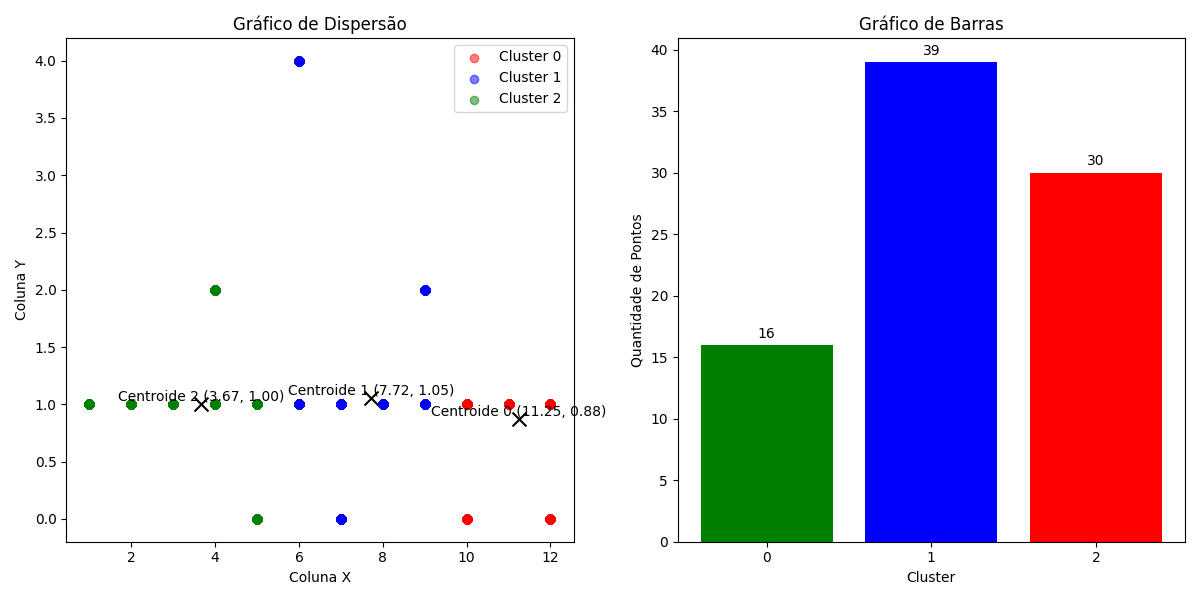 Gráfico de Dispersão
Coluna Y
4.0
3.5
3.0
2.5
2.0
1.5
1.0
0.5
0.0
Cluster 0
Cluster 1
Cluster 2
Centroide 2 (3.67, 1.00)
Centroide 1 (7.72, 1.05)
Centroide 0 (11.25, 0.88)
2 4 6 8 10 12
Coluna X
Gráfico de Barras
Quantidade de Pontos
40
35
30
25
20
15
10
5
0
16
39
30
0 1 2
Cluster